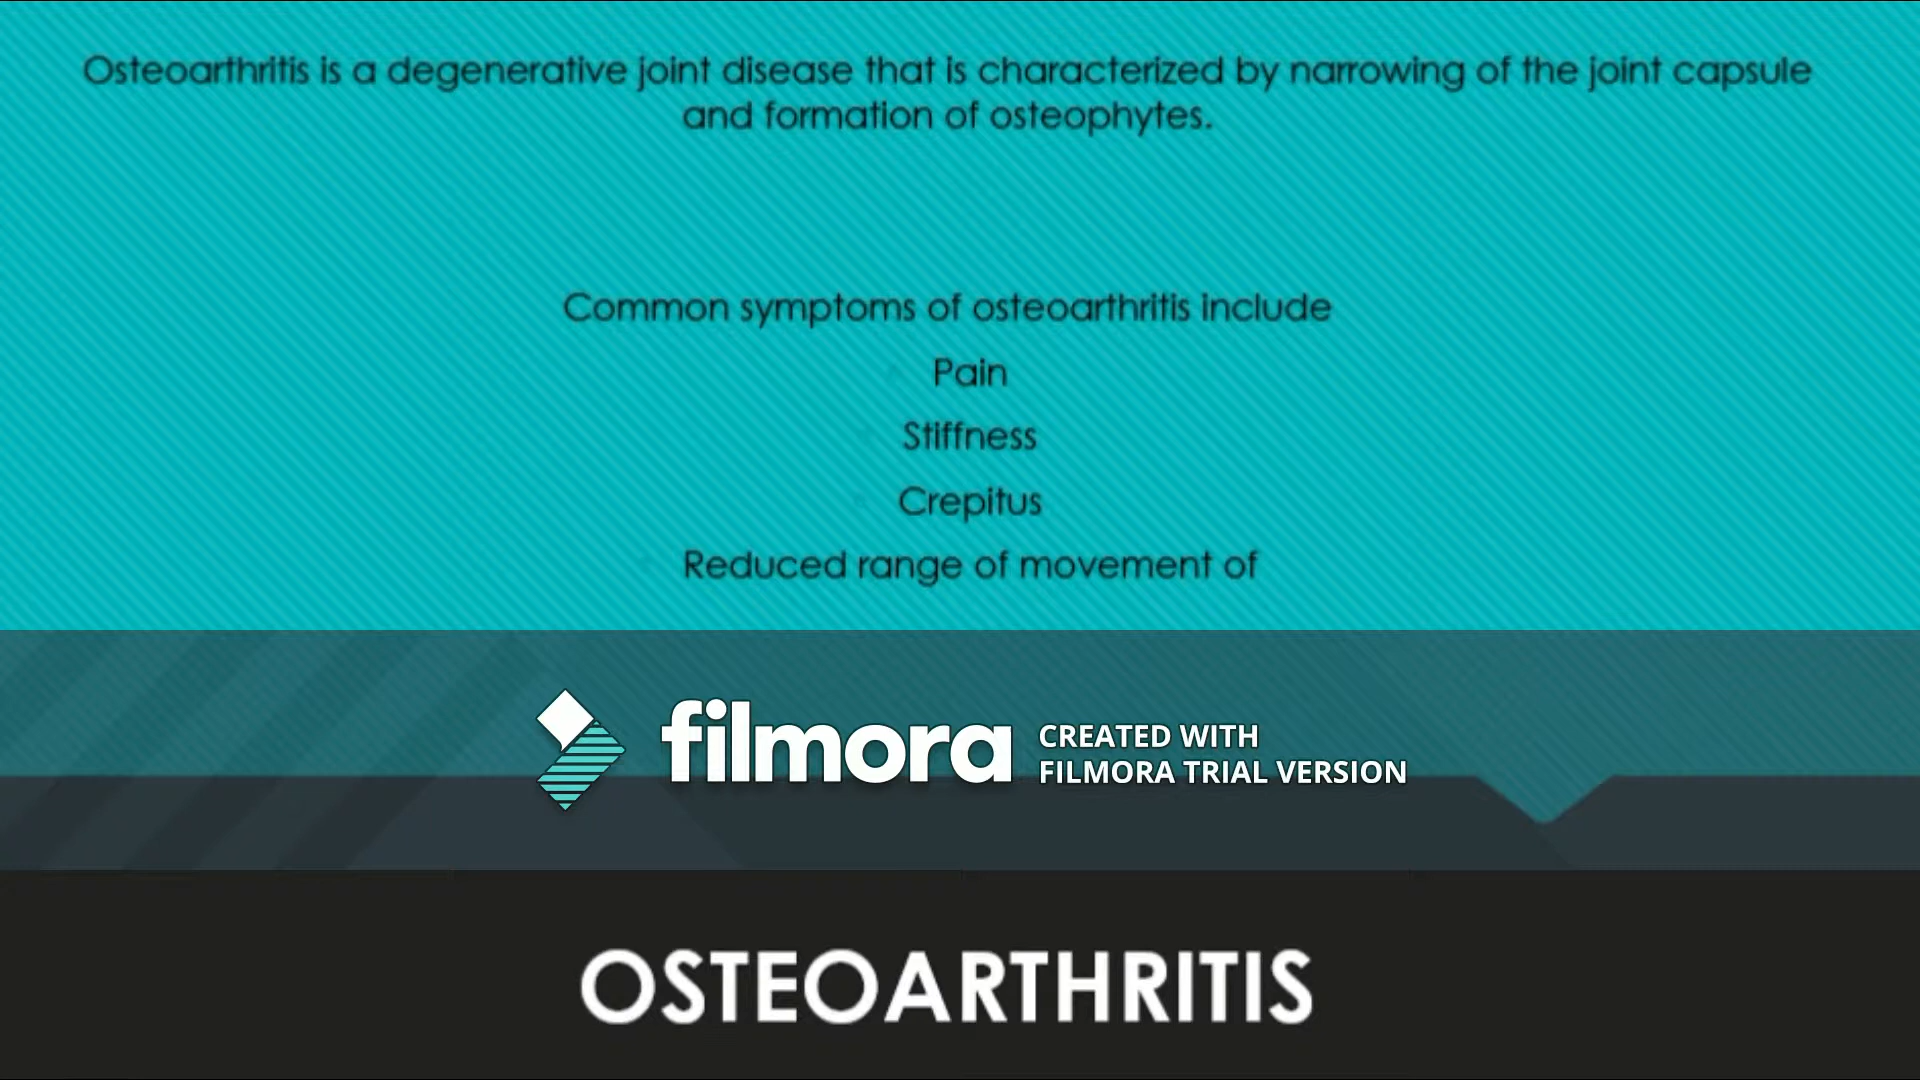 Osteoarthritis is a degenerative joint disease that is characterized by narrowing of the joint capsule
and formation of osteophytes.
Common symptoms of osteoarthritis include
Pain
Stiffness
Crepitus
Reduced range of movement of
filmora
CREATED WITH
FILMORA TRIAL VERSION
OSTEOARTHRITIS